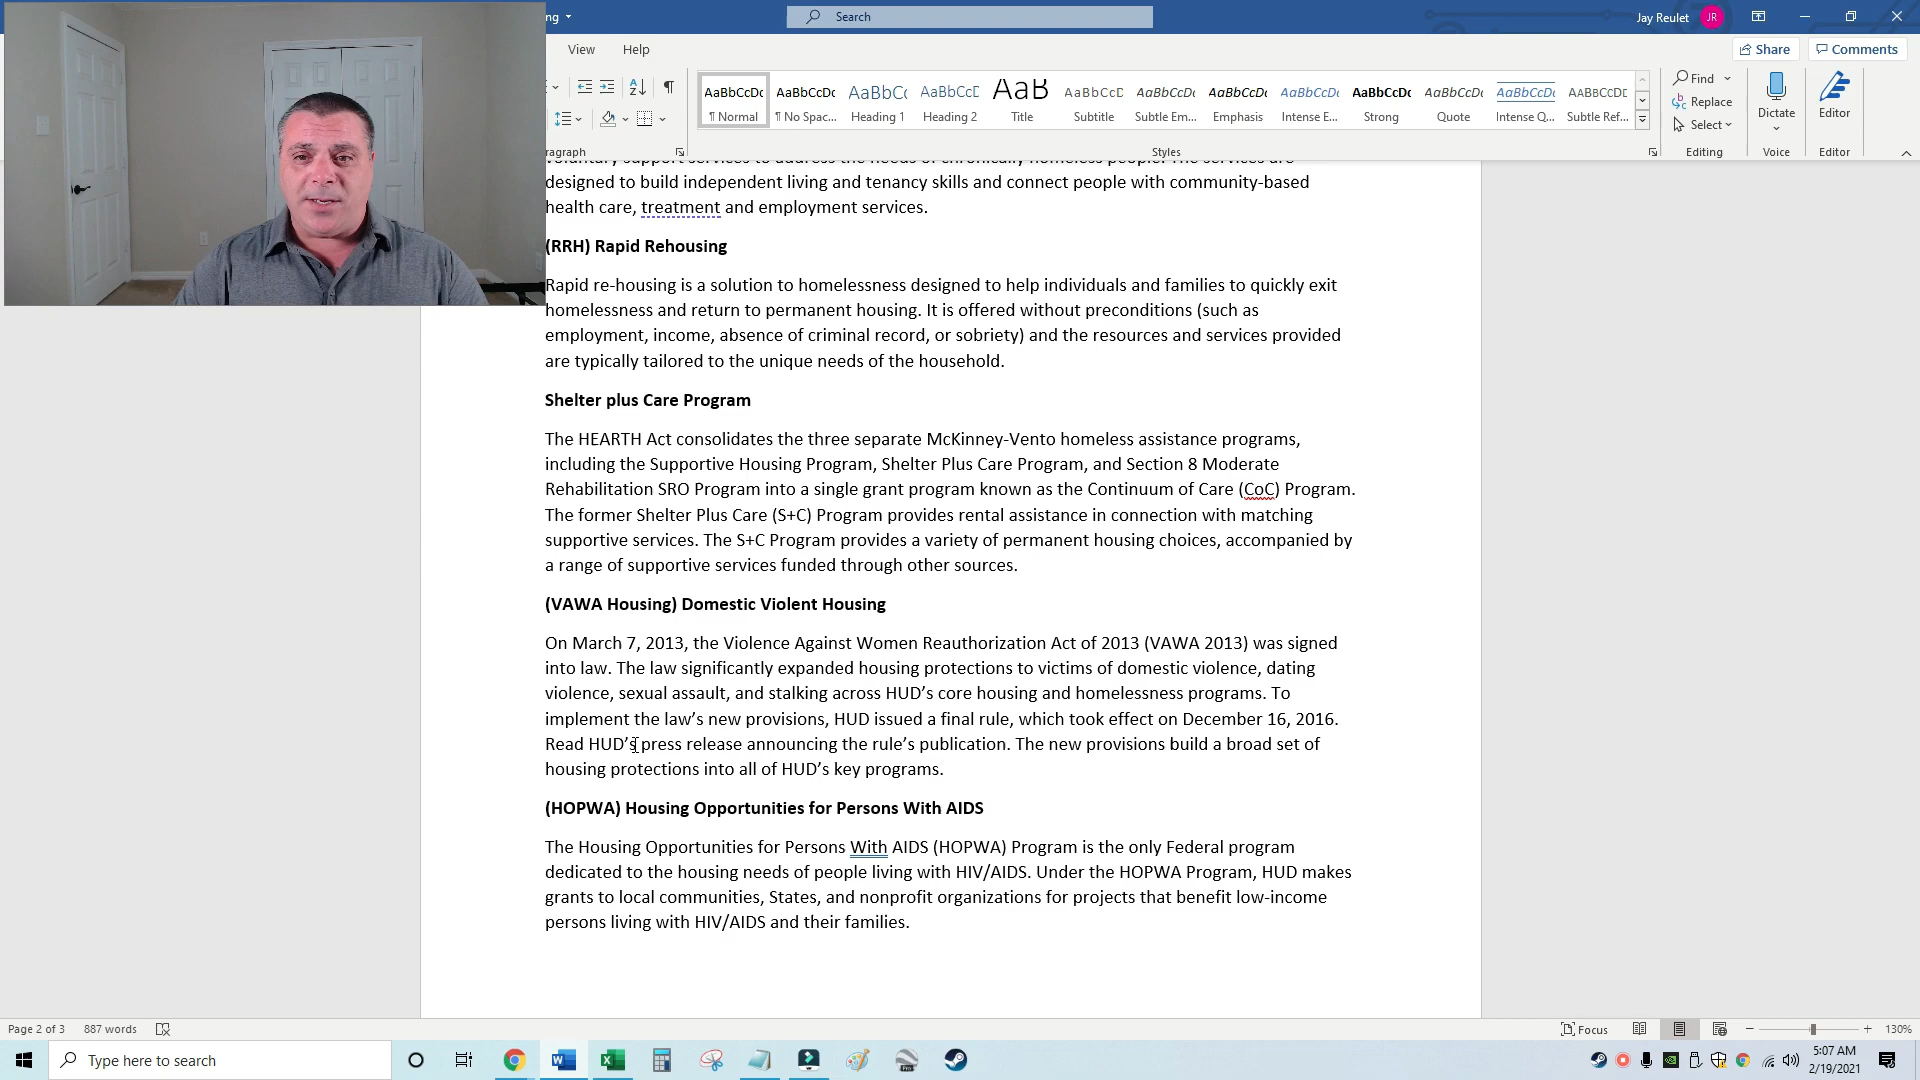 ng
Search
Jay Reulet
JR
View
Help
Share
Comments
AaBbCcDc
AaBbCcDc
AaBbCc
AaBbCcD
AaB
AaBbCcD
AaBbCcDc
AaBbCcDc
AaBbCcDc
AaBbCcDc
AaBbCcDc
AaBbCcDc
AABBCCDC
¶ Normal
¶ No Spac...
Heading 1
Heading 2
Title
Subtitle
Subtle Em...
Emphasis
Intense E...
Strong
Quote
Intense Q...
Subtle Ref...
Find
Replace
Select
Dictate
Editor
ragraph
Styles
Editing
Voice
Editor
voluntary support services to address the needs of chronically homeless people. The services are
designed to build independent living and tenancy skills and connect people with community-based
health care, treatment and employment services.
(RRH) Rapid Rehousing
Rapid re-housing is a solution to homelessness designed to help individuals and families to quickly exit
homelessness and return to permanent housing. It is offered without preconditions (such as
employment, income, absence of criminal record, or sobriety) and the resources and services provided
are typically tailored to the unique needs of the household.
Shelter plus Care Program
The HEARTH Act consolidates the three separate McKinney-Vento homeless assistance programs,
including the Supportive Housing Program, Shelter Plus Care Program, and Section 8 Moderate
Rehabilitation SRO Program into a single grant program known as the Continuum of Care (CoC) Program.
The former Shelter Plus Care (S+C) Program provides rental assistance in connection with matching
supportive services. The S+C Program provides a variety of permanent housing choices, accompanied by
a range of supportive services funded through other sources.
(VAWA Housing) Domestic Violent Housing
On March 7, 2013, the Violence Against Women Reauthorization Act of 2013 (VAWA 2013) was signed
into law. The law significantly expanded housing protections to victims of domestic violence, dating
violence, sexual assault, and stalking across HUD’s core housing and homelessness programs. To
implement the law’s new provisions, HUD issued a final rule, which took effect on December 16, 2016.
Read HUD’s press release announcing the rule’s publication. The new provisions build a broad set of
housing protections into all of HUD’s key programs.
(HOPWA) Housing Opportunities for Persons With AIDS
The Housing Opportunities for Persons With AIDS (HOPWA) Program is the only Federal program
dedicated to the housing needs of people living with HIV/AIDS. Under the HOPWA Program, HUD makes
grants to local communities, States, and nonprofit organizations for projects that benefit low-income
persons living with HIV/AIDS and their families.
Page 2 of 3
887 words
Focus
130%
Type here to search
5:07 AM
2/19/2021